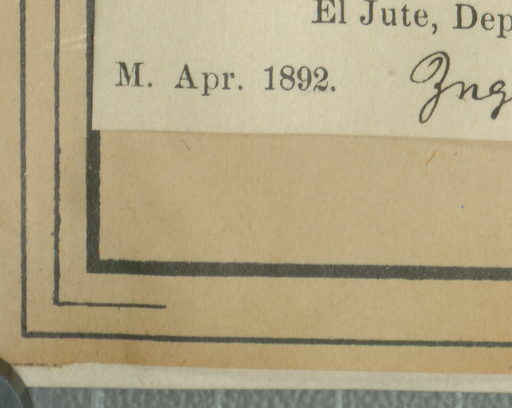 El Jute, Dep
M. Apr. 1892.